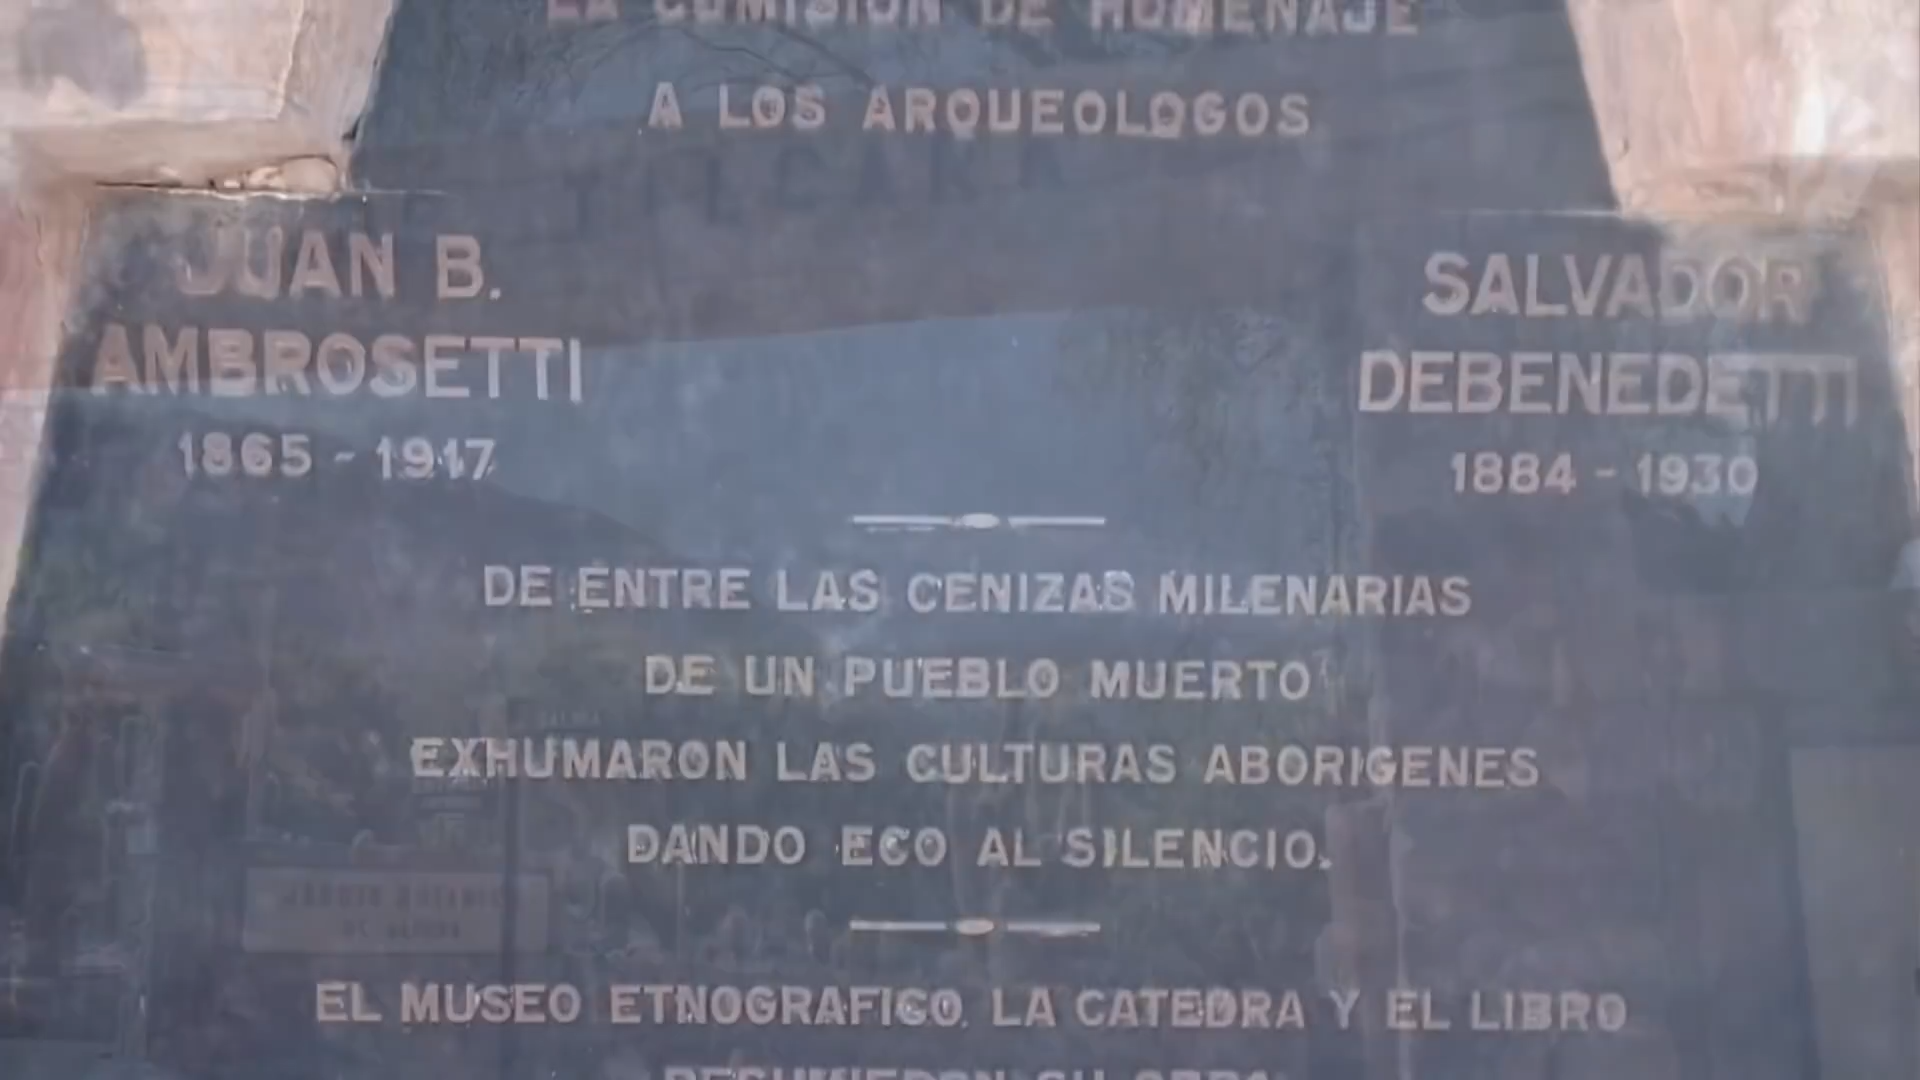 LA COMISION DE HOMENAJE
A LOS ARQUEOLOGOS
TILCARA
JUAN B.
AMBROSETTI
1865 - 1917
SALVADOR
DEBENEDETTI
1884 - 1930
DE ENTRE LAS CENIZAS MILENARIAS
DE UN PUEBLO MUERTO
EXHUMARON LAS CULTURAS ABORIGENES
DANDO ECO AL SILENCIO.
EL MUSEO ETNOGRAFICO. LA CATEDRA Y EL LIBRO